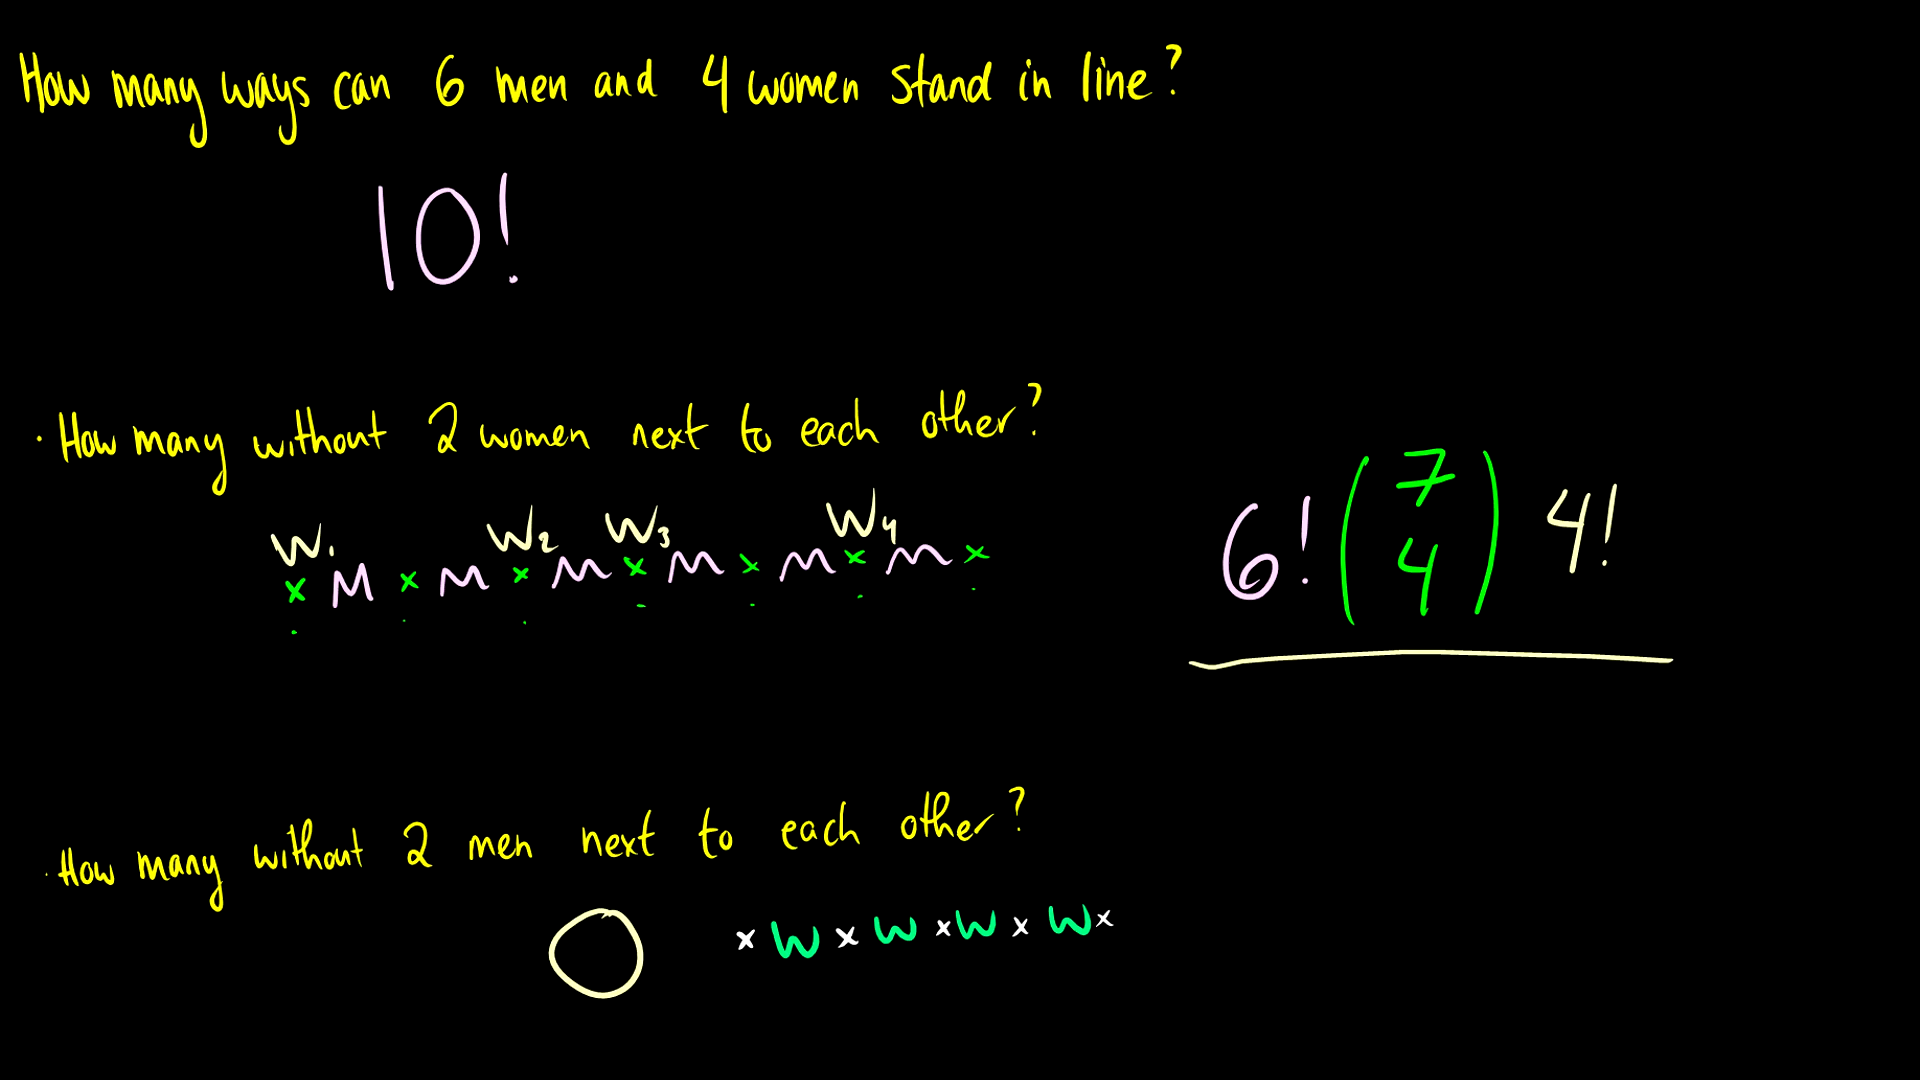 How many ways can 6 men and 4 women stand in line?
10!
· How many without 2 women next to each other?
W₁ W₂ W₃ W₄
× M × M × M × M × M × M ×
6! (7 4) 4!
· How many without 2 men next to each other?
0 × W × W × W × W ×